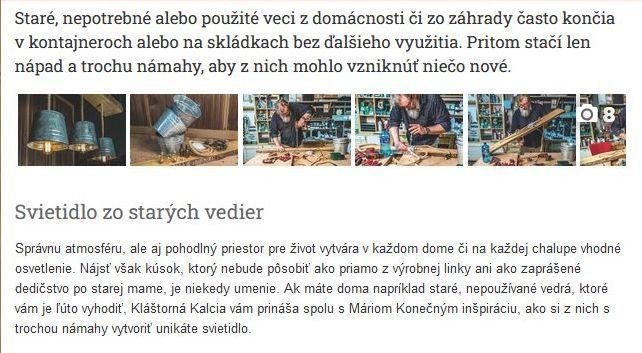 Staré, nepotrebné alebo použité veci z domácnosti či zo záhrady často končia
v kontajneroch alebo na skládkach bez ďalšieho využitia. Pritom stačí len
nápad a trochu námahy, aby z nich mohlo vzniknúť niečo nové.
8
Svietidlo zo starých vedier
Správnu atmosféru, ale aj pohodlný priestor pre život vytvára v každom dome či na každej chalupe vhodné
osvetlenie. Nájsť však kúsok, ktorý nebude pôsobiť ako priamo z výrobnej linky ani ako zaprášené
dedičstvo po starej mame, je niekedy umenie. Ak máte doma napríklad staré, nepoužívané vedrá, ktoré
vám je ľúto vyhodiť, Kláštorná Kalcia vám prináša spolu s Máriom Konečným inšpiráciu, ako si z nich s
trochou námahy vytvoriť unikáte svietidlo.